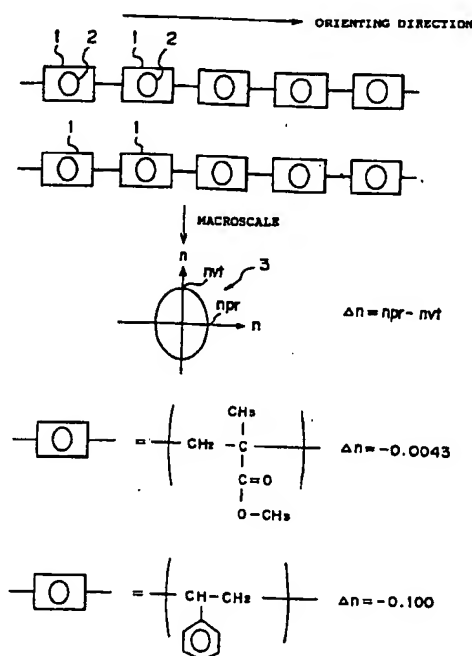 ORIENTING DIRECTION
1 2 1 2
1 1
MACROSCALE
n
nvt
3
npr
n
Δn = npr - nvt
CH3
= ( CH2 - C ) Δn = -0.0043
C=O
O-CH3
= ( CH - CH2 ) Δn = -0.100